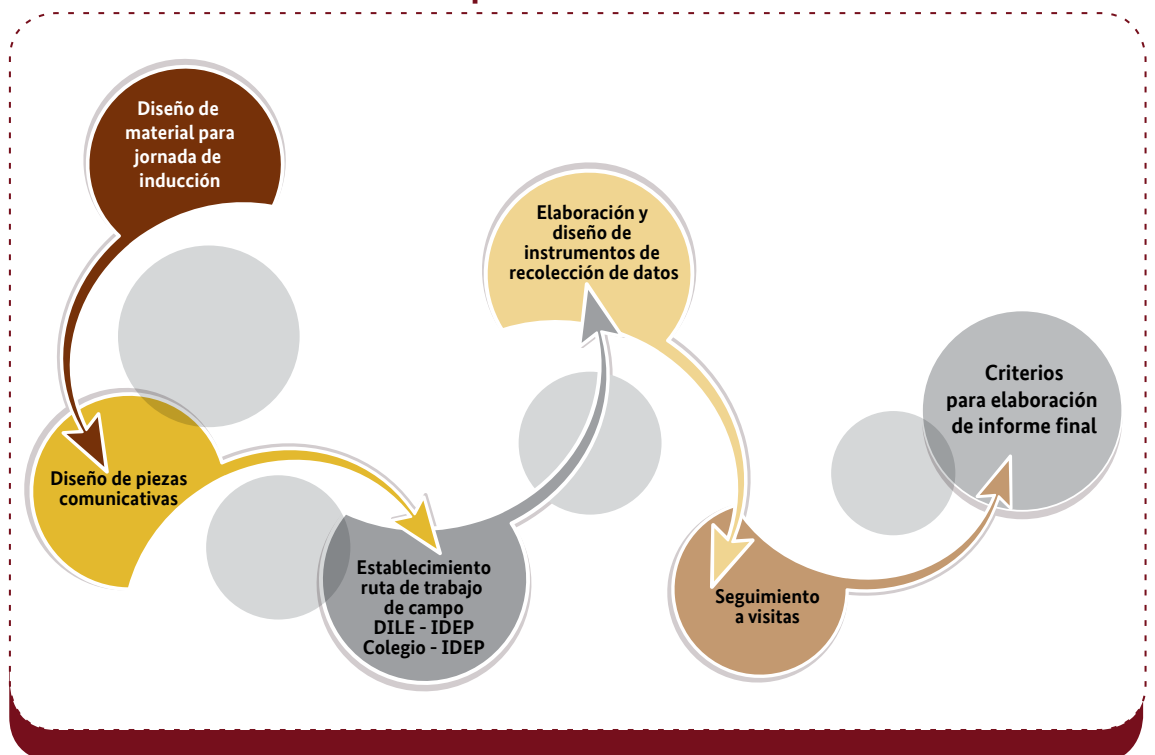 Diseño de
material para
jornada de
inducción
Diseño de piezas
comunicativas
Establecimiento
ruta de trabajo
de campo
DILE - IDEP
Colegio - IDEP
Elaboración y
diseño de
instrumentos de
recolección de datos
Seguimiento
a visitas
Criterios
para elaboración
de informe final